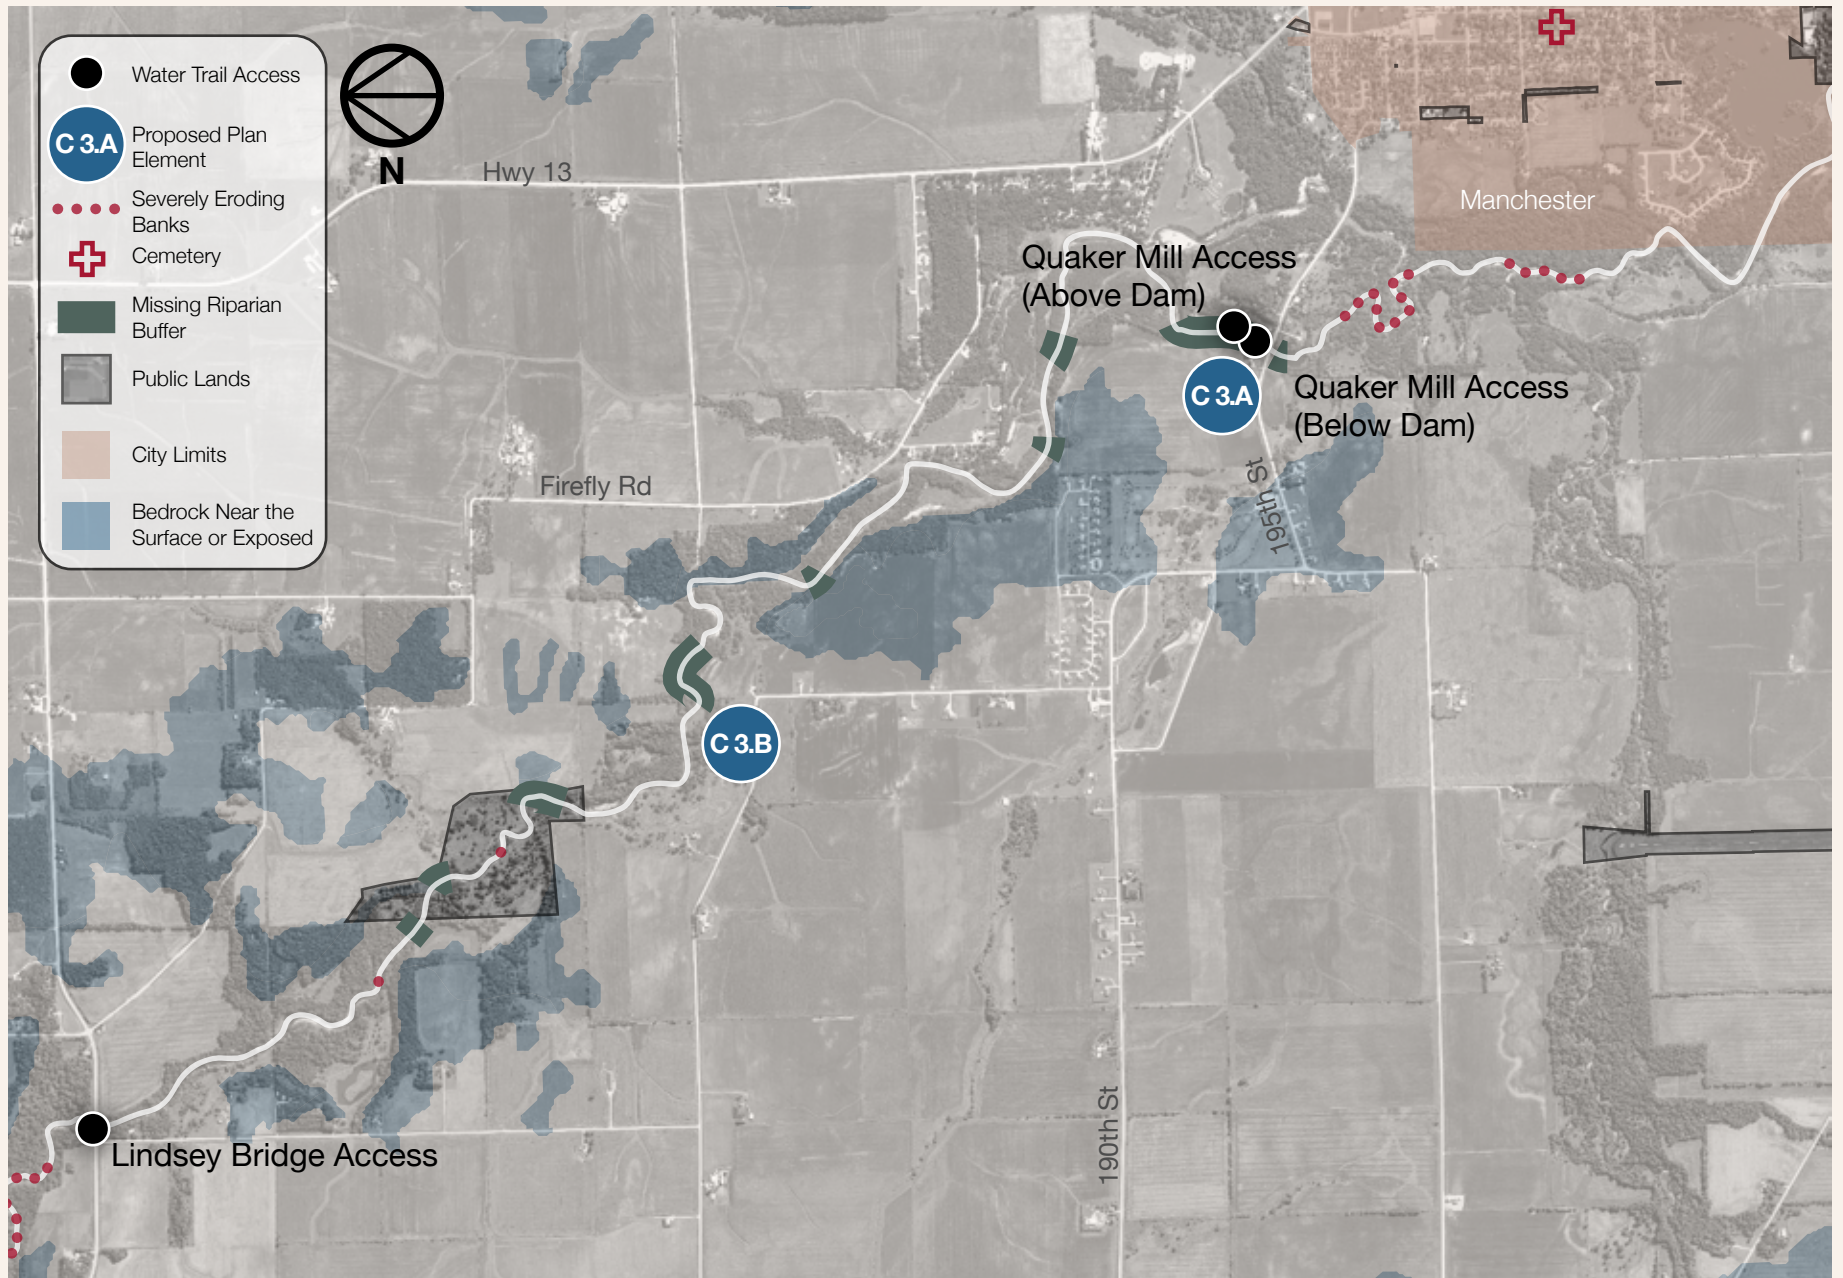 Water Trail Access
C 3.A
Proposed Plan
Element
Severely Eroding
Banks
Cemetery
Missing Riparian
Buffer
Public Lands
City Limits
Bedrock Near the
Surface or Exposed
N
Hwy 13
Manchester
Quaker Mill Access
(Above Dam)
C 3.A
Quaker Mill Access
(Below Dam)
195th St
Firefly Rd
C 3.B
190th St
Lindsey Bridge Access